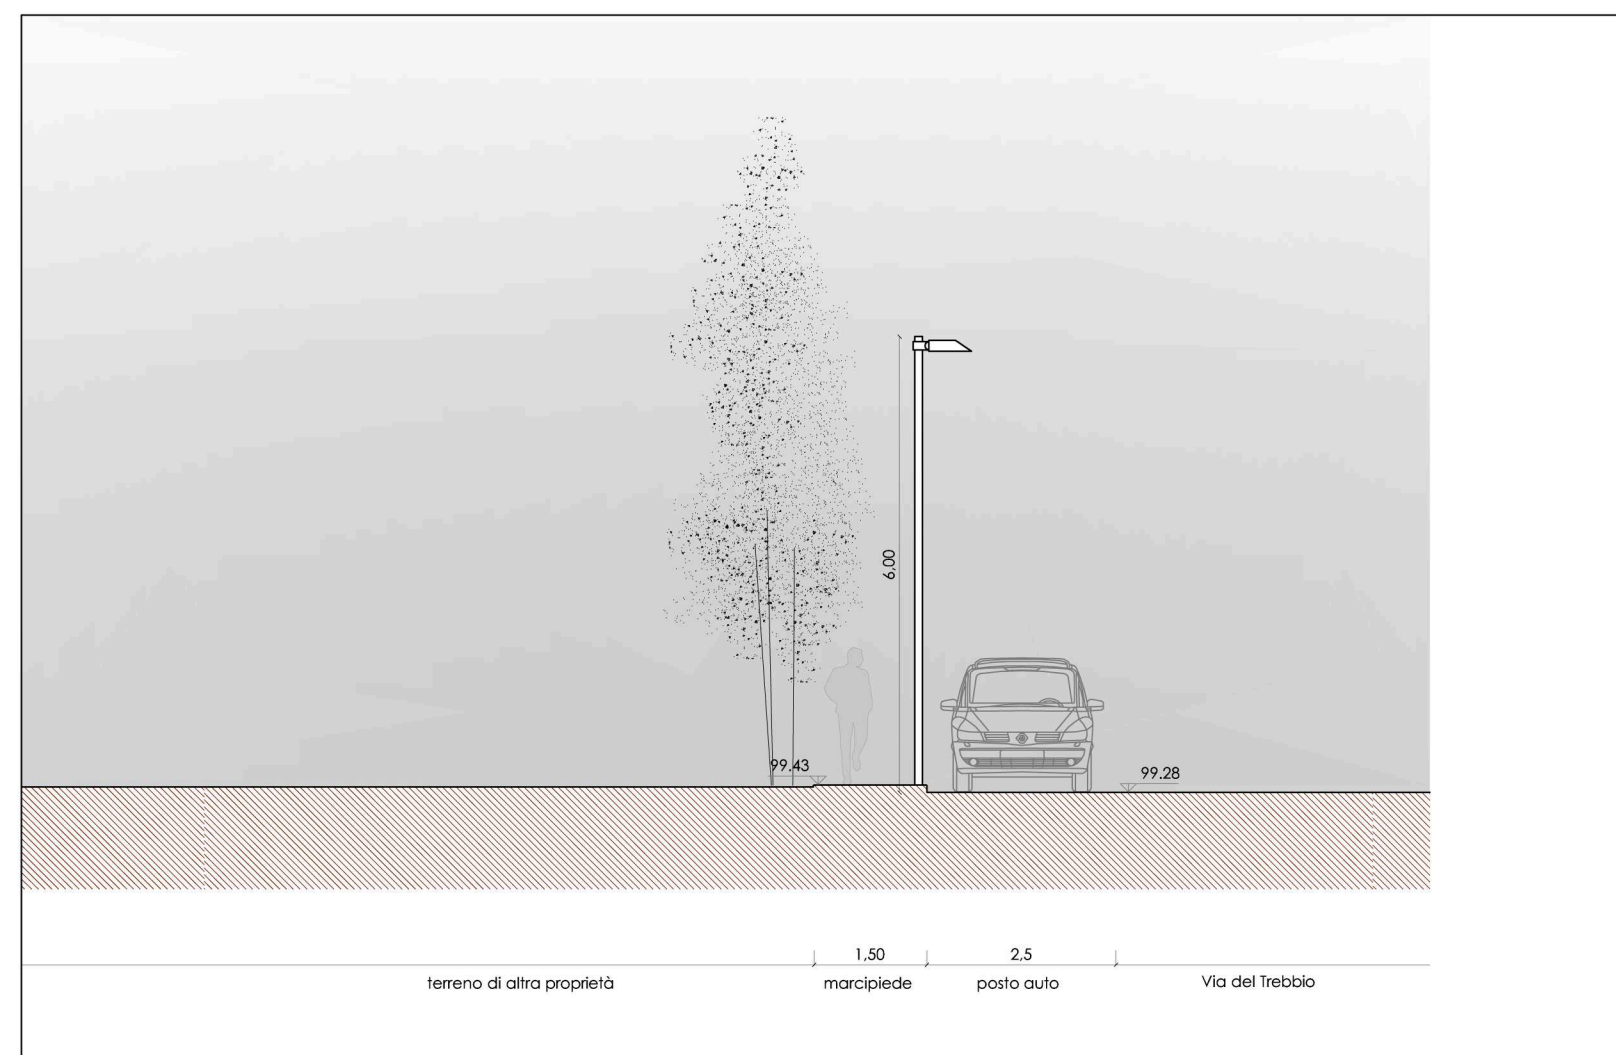 6,00
99.43
99.28
1,50
2,5
terreno di altra proprietà
marcipiede
posto auto
Via del Trebbio